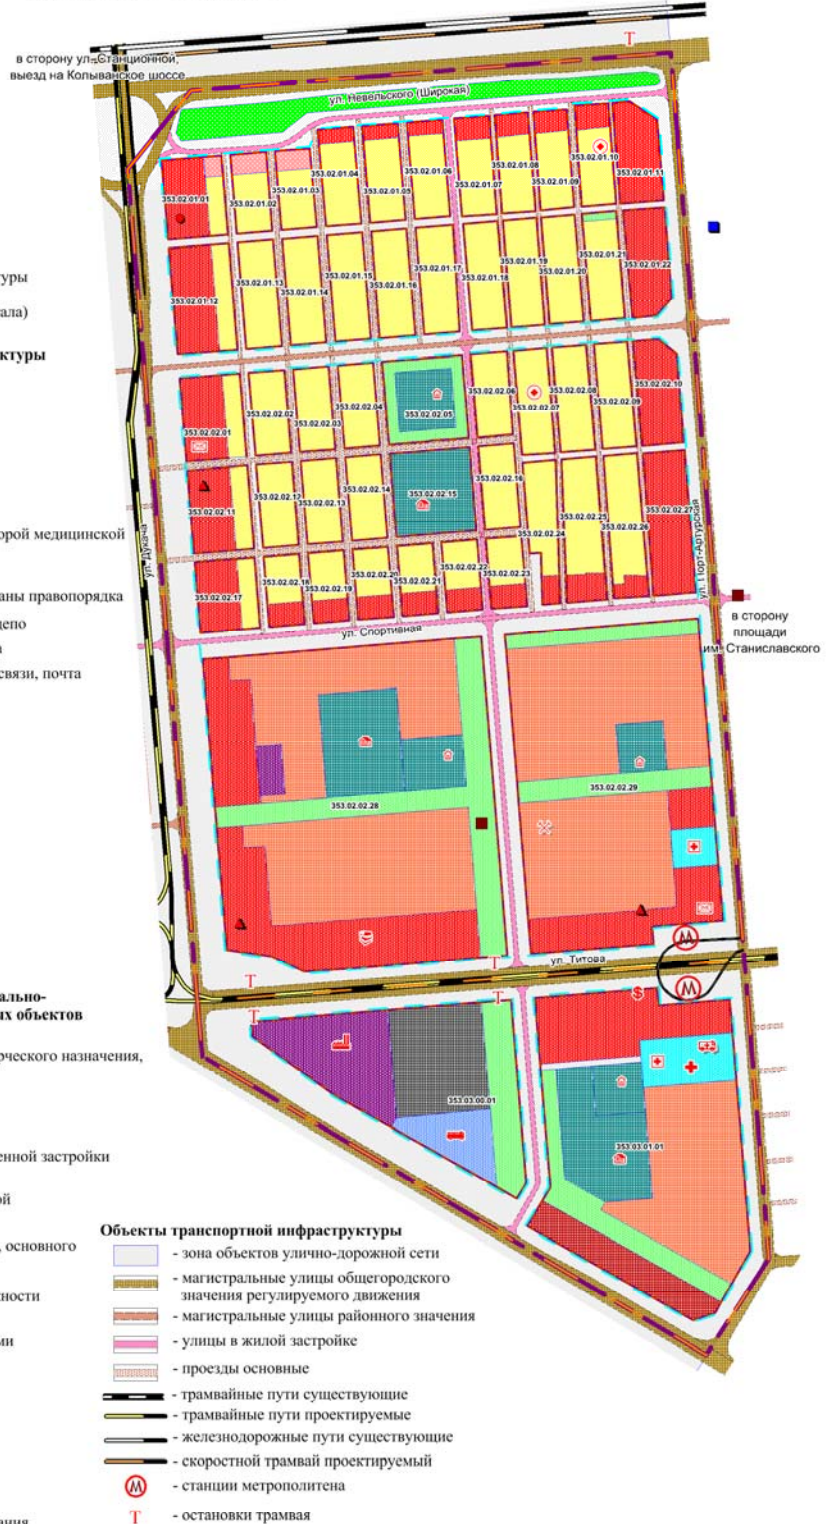 в сторону ул. Станционной,
выезд на Колыванское шоссе
Т
ул. Невельского (Широкая)
353.02.01.01
353.02.01.02
353.02.01.03
353.02.01.04
353.02.01.05
353.02.01.06
353.02.01.07
353.02.01.08
353.02.01.09
353.02.01.10
353.02.01.11
353.02.01.12
353.02.01.13
353.02.01.14
353.02.01.15
353.02.01.16
353.02.01.17
353.02.01.18
353.02.01.19
353.02.01.20
353.02.01.21
353.02.01.22
туры
ала)
ктуры
353.02.02.01
353.02.02.02
353.02.02.03
353.02.02.04
353.02.02.05
353.02.02.06
353.02.02.07
353.02.02.08
353.02.02.09
353.02.02.10
353.02.02.11
353.02.02.12
353.02.02.13
353.02.02.14
353.02.02.15
353.02.02.16
353.02.02.17
353.02.02.18
353.02.02.19
353.02.02.20
353.02.02.21
353.02.02.22
353.02.02.23
353.02.02.24
353.02.02.25
353.02.02.26
353.02.02.27
орой медицинской
аны правопорядка
депо
а
связи, почта
ул. Дукача
ул. Порт-Артурская
ул. Спортивная
в сторону
площади
им. Станиславского
353.02.02.28
353.02.02.29
М
М
ул. Титова
Т
Т
Т
Т
$
353.03.00.01
353.03.01.01
ально-
ых объектов
рческого назначения,
енной застройки
ой
, основного
ности
ми
ания
Объекты транспортной инфраструктуры
- зона объектов улично-дорожной сети
- магистральные улицы общегородского
значения регулируемого движения
- магистральные улицы районного значения
- улицы в жилой застройке
- проезды основные
- трамвайные пути существующие
- трамвайные пути проектируемые
- железнодорожные пути существующие
- скоростной трамвай проектируемый
М - станции метрополитена
Т - остановки трамвая